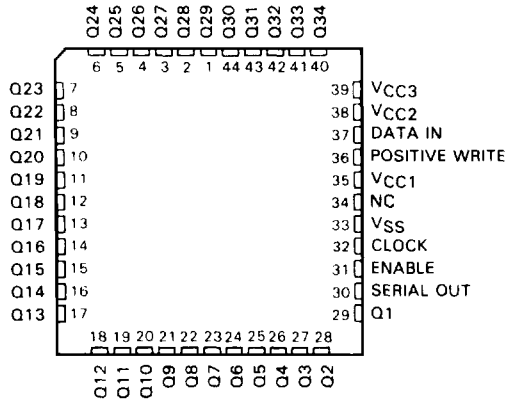 Q24 Q25 Q26 Q27 Q28 Q29 Q30 Q31 Q32 Q33 Q34
6 5 4 3 2 1 44 43 42 41 40
Q23 7 39 VCC3
Q22 8 38 VCC2
Q21 9 37 DATA IN
Q20 10 36 POSITIVE WRITE
Q19 11 35 VCC1
Q18 12 34 NC
Q17 13 33 VSS
Q16 14 32 CLOCK
Q15 15 31 ENABLE
Q14 16 30 SERIAL OUT
Q13 17 29 Q1
18 19 20 21 22 23 24 25 26 27 28
Q12 Q11 Q10 Q9 Q8 Q7 Q6 Q5 Q4 Q3 Q2